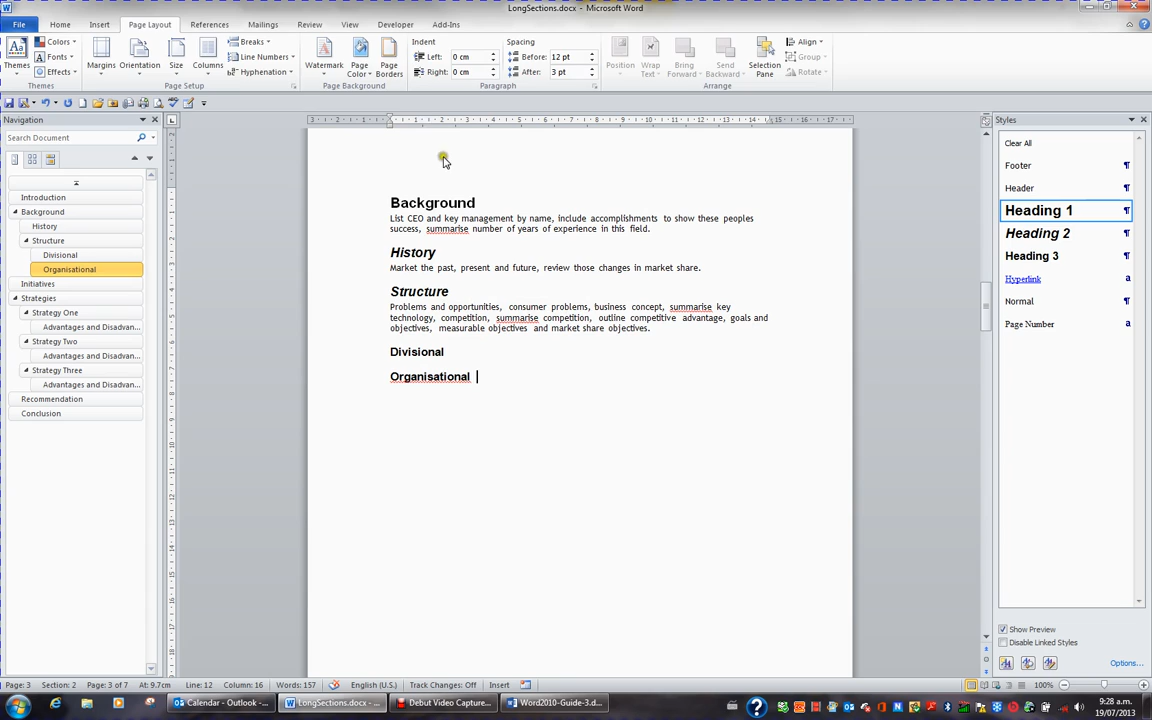 LongSections.docx - Microsoft Word
File Home Insert Page Layout References Mailings Review View Developer Add-Ins
Themes
Colors
Fonts
Effects
Themes
Margins
Orientation
Size
Columns
Breaks
Line Numbers
Hyphenation
Page Setup
Watermark
Page Color
Page Borders
Page Background
Indent
Left: 0 cm
Right: 0 cm
Spacing
Before: 12 pt
After: 3 pt
Paragraph
Position
Wrap Text
Bring Forward
Send Backward
Selection Pane
Align
Group
Rotate
Arrange
Navigation
Search Document
Introduction
Background
History
Structure
Divisional
Organisational
Initiatives
Strategies
Strategy One
Advantages and Disadvan...
Strategy Two
Advantages and Disadvan...
Strategy Three
Advantages and Disadvan...
Recommendation
Conclusion
Background
List CEO and key management by name, include accomplishments to show these peoples
success, summarise number of years of experience in this field.
History
Market the past, present and future, review those changes in market share.
Structure
Problems and opportunities, consumer problems, business concept, summarise key
technology, competition, summarise competition, outline competitive advantage, goals and
objectives, measurable objectives and market share objectives.
Divisional
Organisational
Styles
Clear All
Footer ¶
Header ¶
Heading 1 ¶
Heading 2 ¶
Heading 3 ¶
Hyperlink a
Normal ¶
Page Number a
Show Preview
Disable Linked Styles
Options...
Page: 3 Section: 2 Page: 3 of 7 At: 9.7cm Line: 12 Column: 16 Words: 157 English (U.S.) Track Changes: Off Insert 100%
Calendar - Outlook -... LongSections.docx -... Debut Video Captur... Word2010-Guide-3.d...
9:28 a.m.
19/07/2013